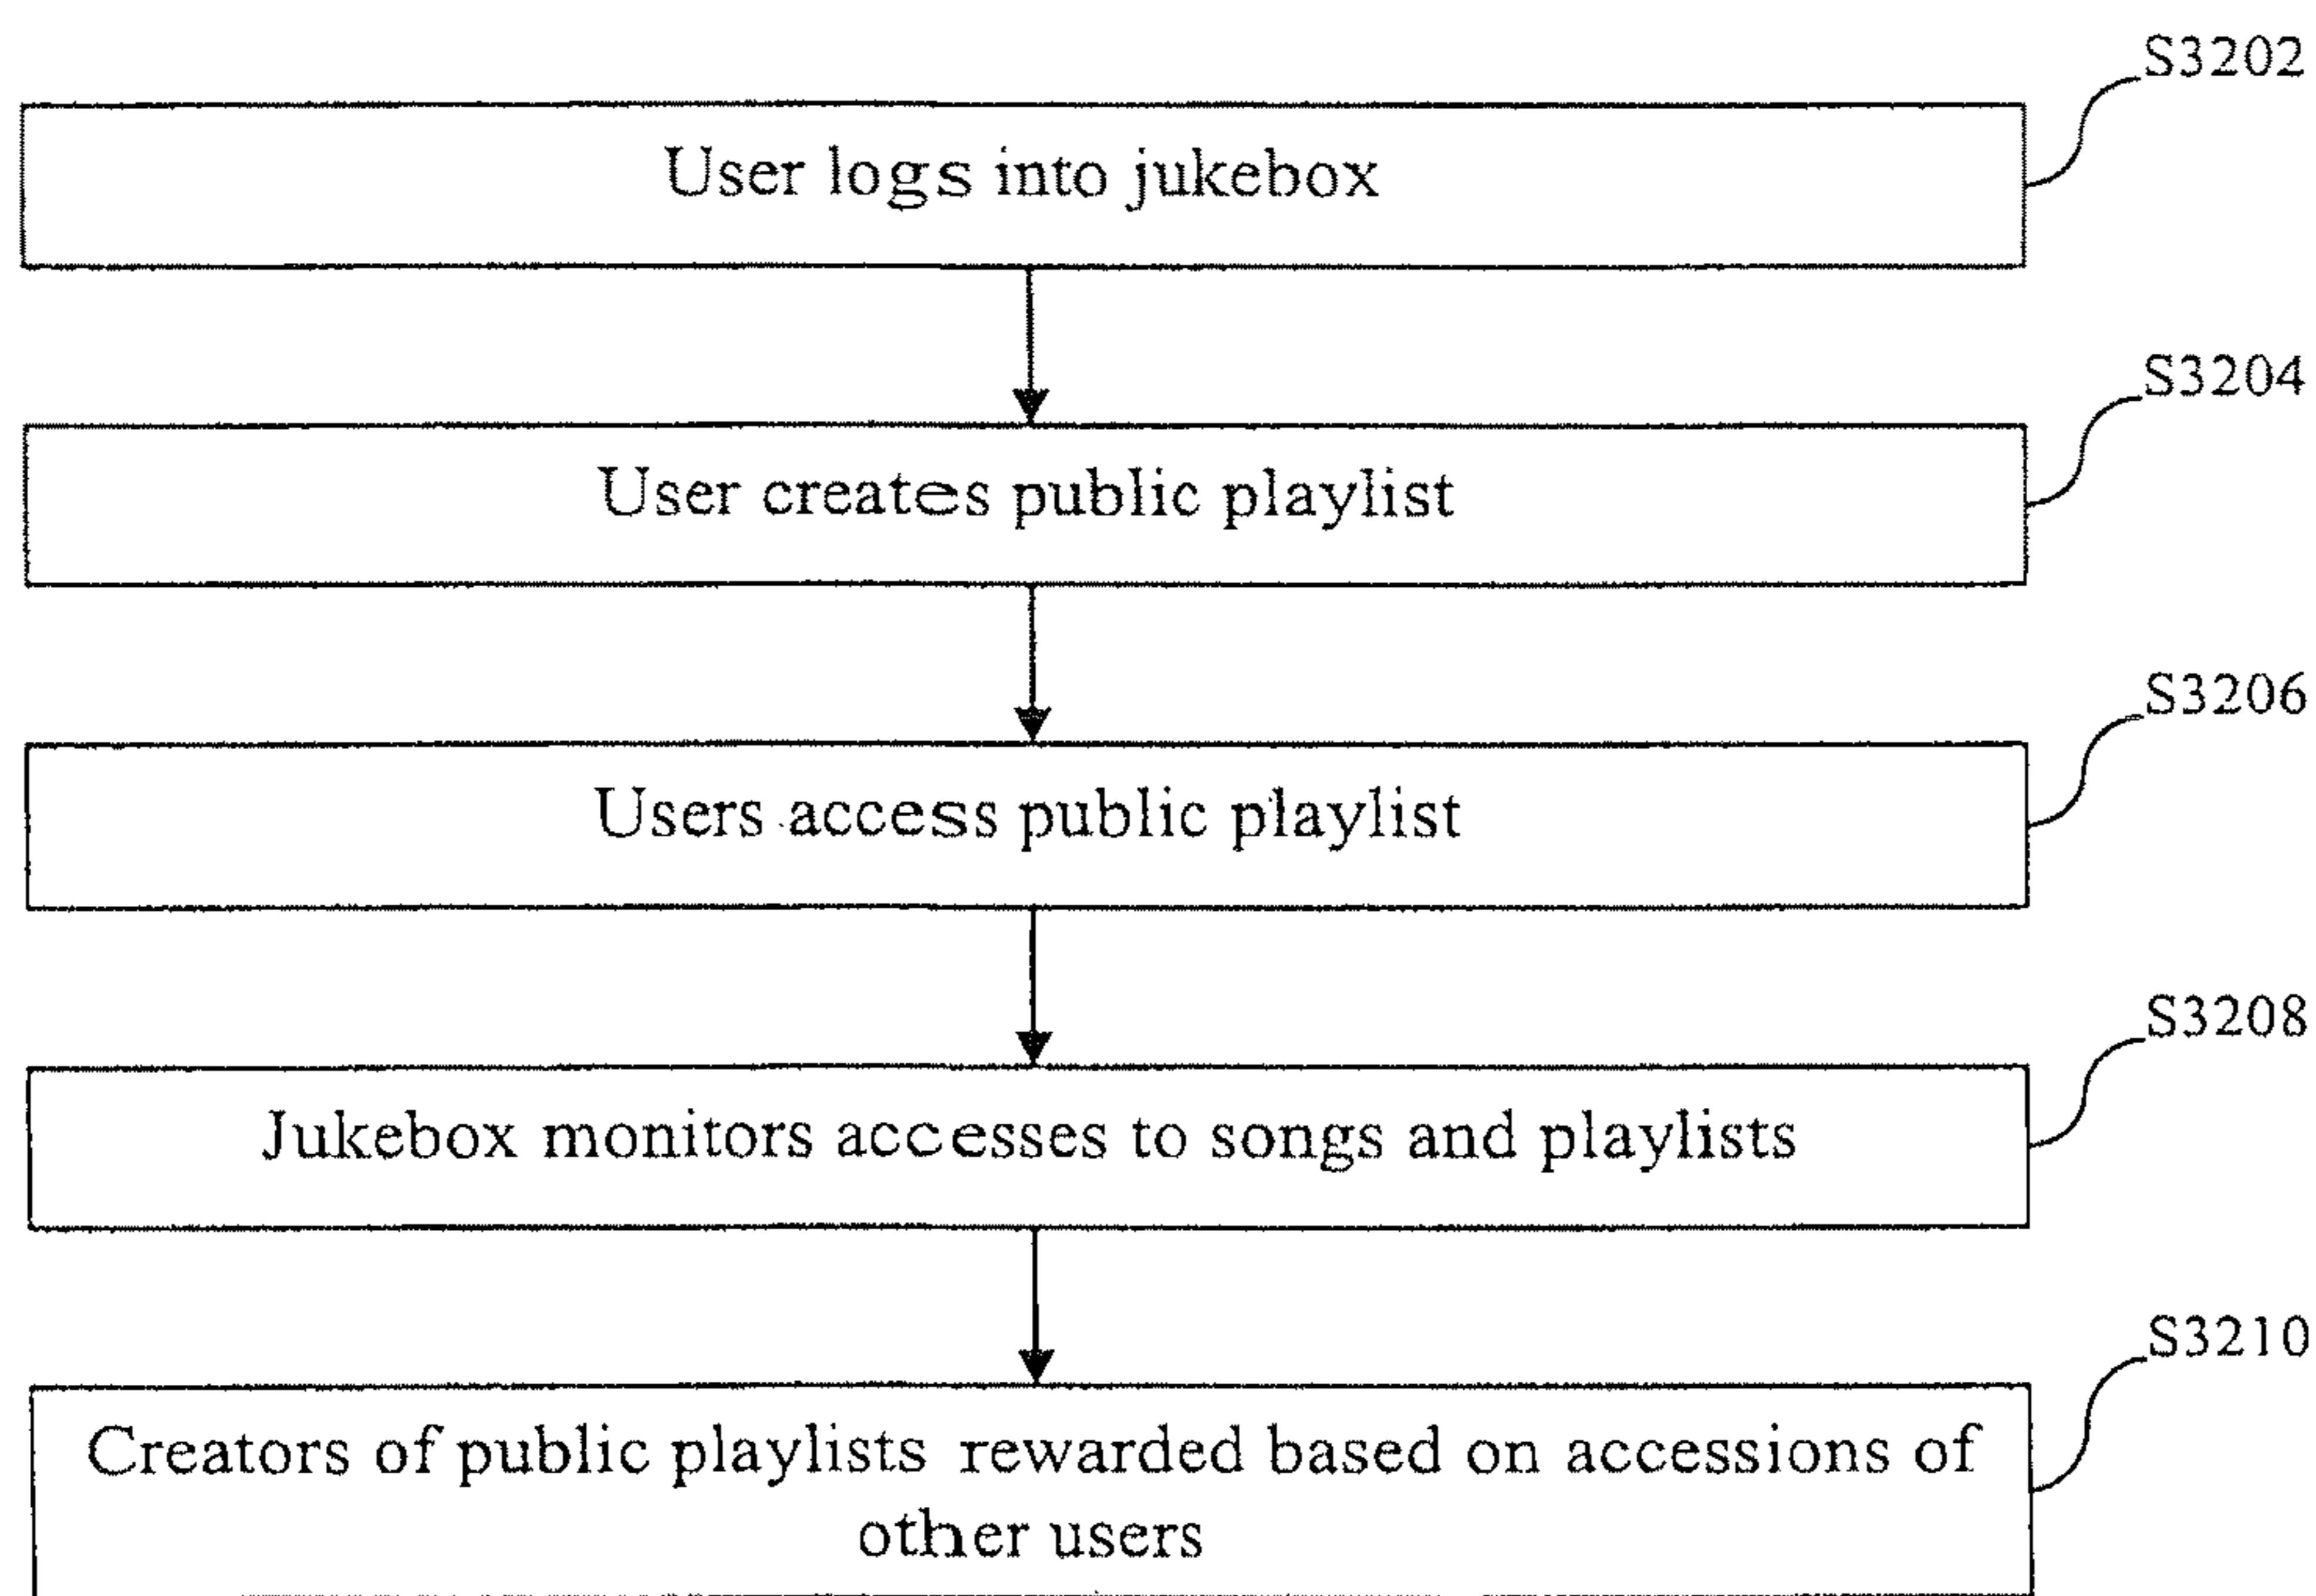 S3202
User logs into jukebox
S3204
User creates public playlist
S3206
Users access public playlist
S3208
Jukebox monitors accesses to songs and playlists
S3210
Creators of public playlists rewarded based on accessions of
other users